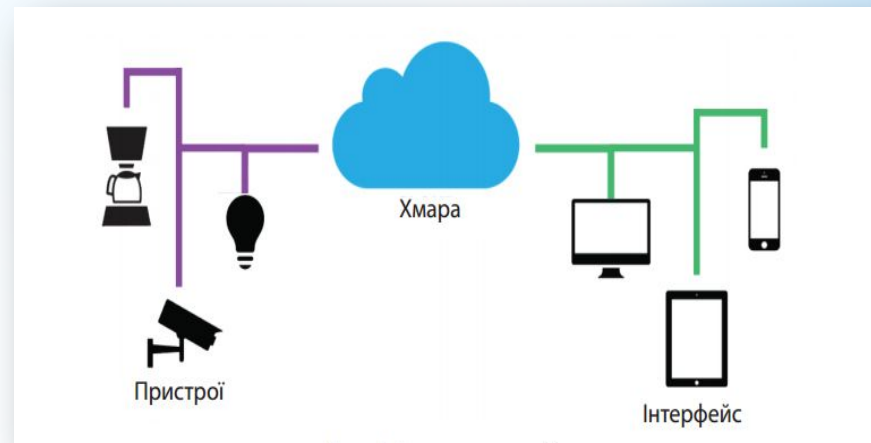 Хмара
Пристрої
Інтерфейс